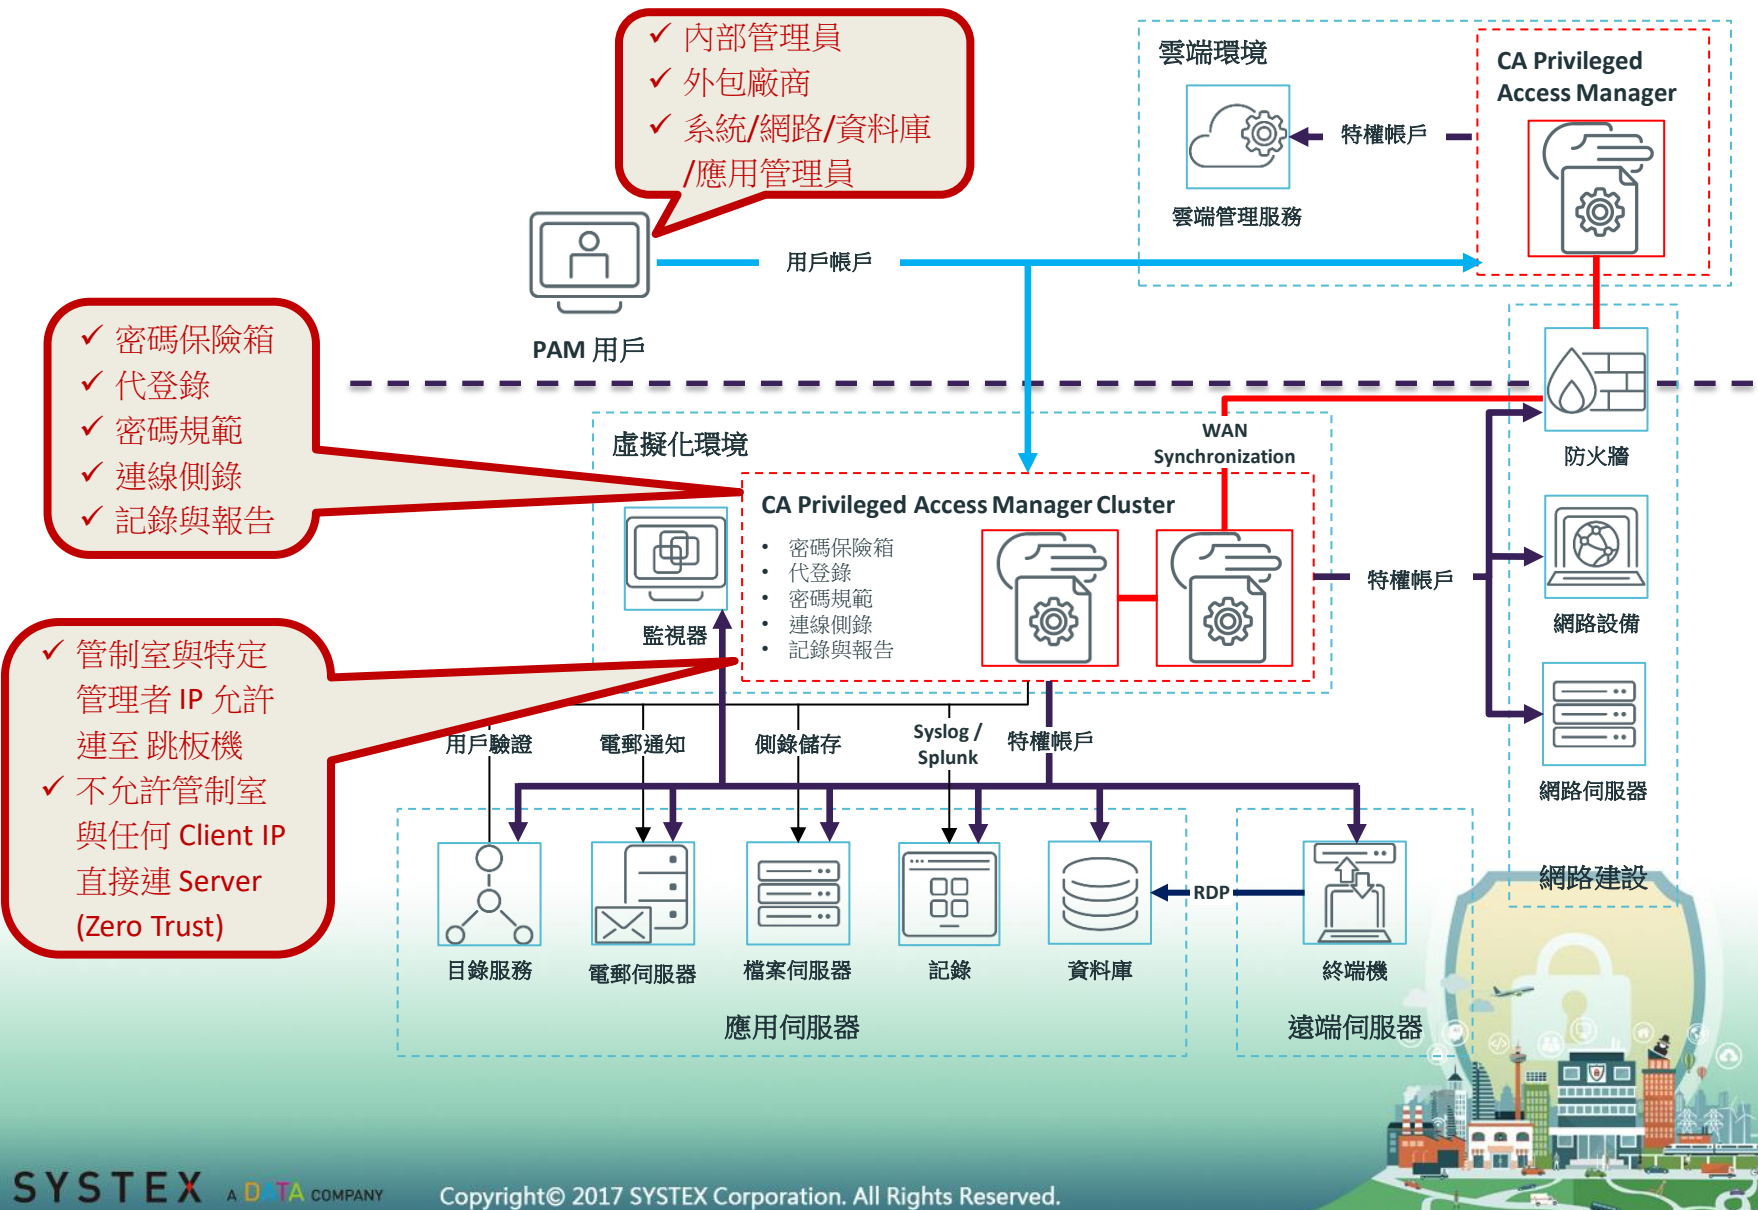 內部管理員
外包廠商
系統/網路/資料庫
/應用管理員
雲端環境
CA Privileged
Access Manager
特權帳戶
雲端管理服務
用戶帳戶
PAM 用戶
密碼保險箱
代登錄
密碼規範
連線側錄
記錄與報告
虛擬化環境
WAN
Synchronization
防火牆
CA Privileged Access Manager Cluster
• 密碼保險箱
• 代登錄
• 密碼規範
• 連線側錄
• 記錄與報告
監視器
特權帳戶
網路設備
網路伺服器
網路建設
管制室與特定
管理者 IP 允許
連至 跳板機
不允許管制室
與任何 Client IP
直接連 Server
(Zero Trust)
用戶驗證
電郵通知
側錄儲存
Syslog /
Splunk
特權帳戶
RDP
目錄服務
電郵伺服器
檔案伺服器
記錄
資料庫
終端機
應用伺服器
遠端伺服器
SYSTEX A DATA COMPANY
Copyright© 2017 SYSTEX Corporation. All Rights Reserved.